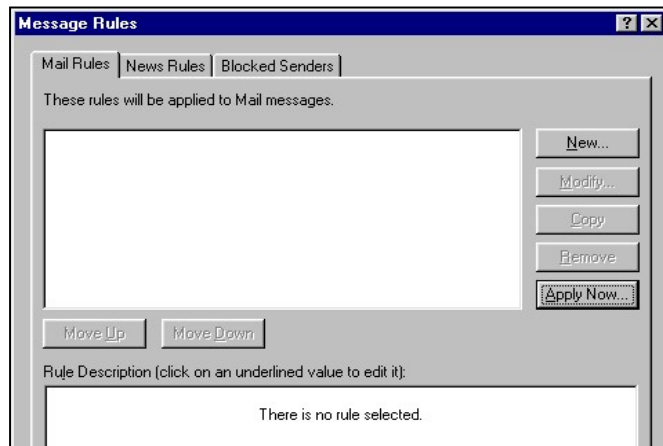 Message Rules
Mail Rules News Rules Blocked Senders
These rules will be applied to Mail messages.
New...
Modify...
Copy
Remove
Apply Now...
Move Up Move Down
Rule Description (click on an underlined value to edit it):
There is no rule selected.